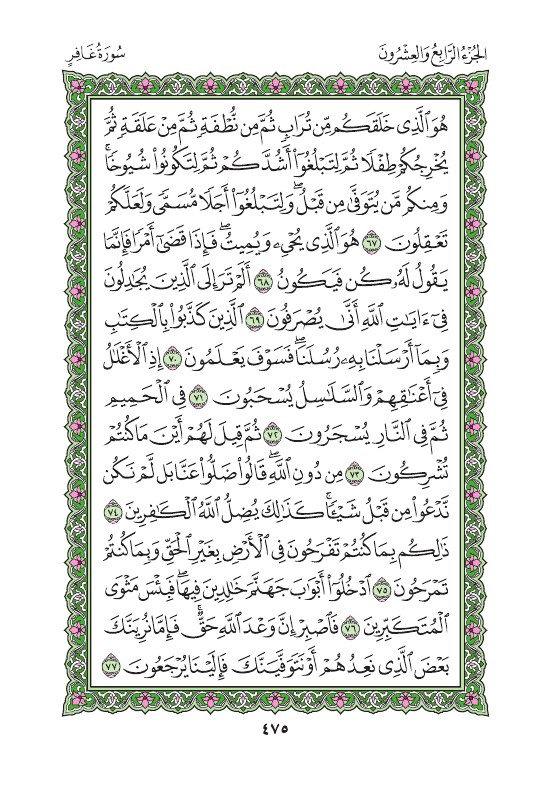 الجُزْءُ الرَّابِعُ وَالعِشْرُونَ
سُورَةُ غَافِرٍ
هُوَ ٱلَّذِى خَلَقَكُم مِّن تُرَابٍ ثُمَّ مِن نُّطْفَةٍ ثُمَّ مِنْ عَلَقَةٍ ثُمَّ
يُخْرِجُكُمْ طِفْلًا ثُمَّ لِتَبْلُغُوٓا۟ أَشُدَّكُمْ ثُمَّ لِتَكُونُوا۟ شُيُوخًا ۚ
وَمِنكُم مَّن يُتَوَفَّىٰ مِن قَبْلُ ۖ وَلِتَبْلُغُوٓا۟ أَجَلًا مُّسَمًّى وَلَعَلَّكُمْ
تَعْقِلُونَ ٦٧ هُوَ ٱلَّذِى يُحْىِۦ وَيُمِيتُ ۖ فَإِذَا قَضَىٰٓ أَمْرًا فَإِنَّمَا
يَقُولُ لَهُۥ كُن فَيَكُونُ ٦٨ أَلَمْ تَرَ إِلَى ٱلَّذِينَ يُجَٰدِلُونَ
فِىٓ ءَايَٰتِ ٱللَّهِ أَنَّىٰ يُصْرَفُونَ ٦٩ ٱلَّذِينَ كَذَّبُوا۟ بِٱلْكِتَٰبِ
وَبِمَآ أَرْسَلْنَا بِهِۦ رُسُلَنَا ۖ فَسَوْفَ يَعْلَمُونَ ٧٠ إِذِ ٱلْأَغْلَٰلُ
فِىٓ أَعْنَٰقِهِمْ وَٱلسَّلَٰسِلُ يُسْحَبُونَ ٧١ فِى ٱلْحَمِيمِ
ثُمَّ فِى ٱلنَّارِ يُسْجَرُونَ ٧٢ ثُمَّ قِيلَ لَهُمْ أَيْنَ مَا كُنتُمْ
تُشْرِكُونَ ٧٣ مِن دُونِ ٱللَّهِ ۖ قَالُوا۟ ضَلُّوا۟ عَنَّا بَل لَّمْ نَكُن
نَّدْعُوا۟ مِن قَبْلُ شَيْـًٔا ۚ كَذَٰلِكَ يُضِلُّ ٱللَّهُ ٱلْكَٰفِرِينَ ٧٤
ذَٰلِكُم بِمَا كُنتُمْ تَفْرَحُونَ فِى ٱلْأَرْضِ بِغَيْرِ ٱلْحَقِّ وَبِمَا كُنتُمْ
تَمْرَحُونَ ٧٥ ٱدْخُلُوٓا۟ أَبْوَٰبَ جَهَنَّمَ خَٰلِدِينَ فِيهَا ۖ فَبِئْسَ مَثْوَى
ٱلْمُتَكَبِّرِينَ ٧٦ فَٱصْبِرْ إِنَّ وَعْدَ ٱللَّهِ حَقٌّ ۚ فَإِمَّا نُرِيَنَّكَ
بَعْضَ ٱلَّذِى نَعِدُهُمْ أَوْ نَتَوَفَّيَنَّكَ فَإِلَيْنَا يُرْجَعُونَ ٧٧
٤٧٥